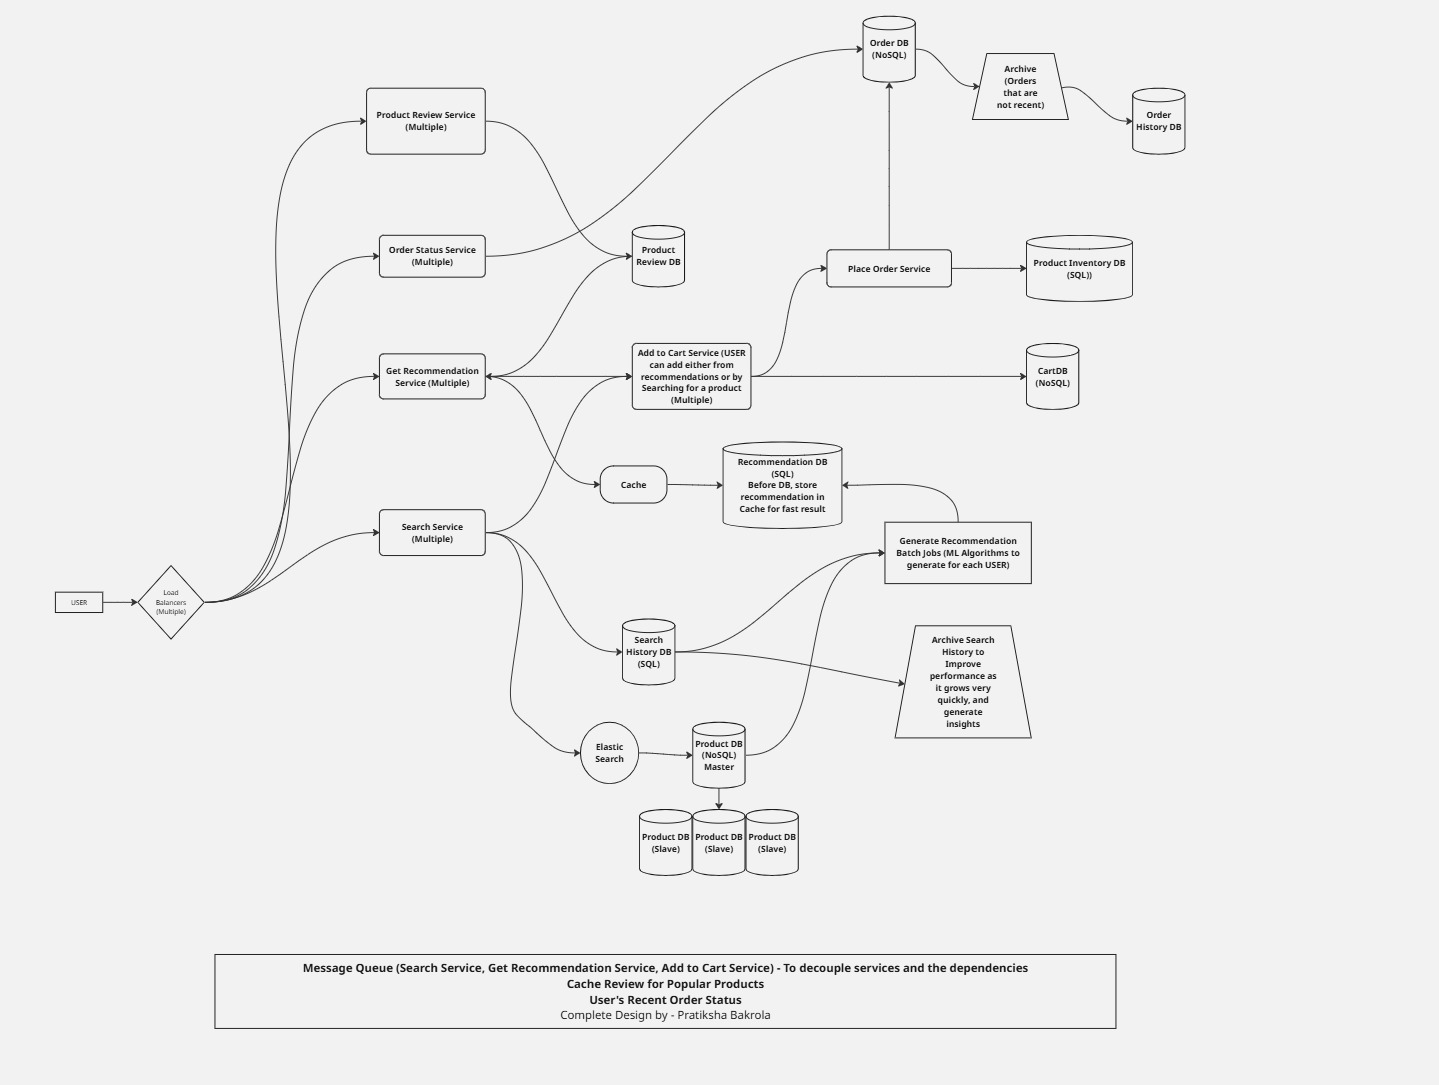 Order DB
(NoSQL)
Archive
(Orders
that are
not recent)
Order
History DB
Product Review Service
(Multiple)
Order Status Service
(Multiple)
Product
Review DB
Place Order Service
Product Inventory DB
(SQL))
Get Recommendation
Service (Multiple)
Add to Cart Service (USER
can add either from
recommendations or by
Searching for a product
(Multiple)
CartDB
(NoSQL)
Cache
Recommendation DB
(SQL)
Before DB, store
recommendation in
Cache for fast result
Search Service
(Multiple)
Generate Recommendation
Batch Jobs (ML Algorithms to
generate for each USER)
USER
Load
Balancers
(Multiple)
Search
History DB
(SQL)
Archive Search
History to
Improve
performance as
it grows very
quickly, and
generate
insights
Elastic
Search
Product DB
(NoSQL)
Master
Product DB
(Slave)
Product DB
(Slave)
Product DB
(Slave)
Message Queue (Search Service, Get Recommendation Service, Add to Cart Service) - To decouple services and the dependencies
Cache Review for Popular Products
User's Recent Order Status
Complete Design by - Pratiksha Bakrola